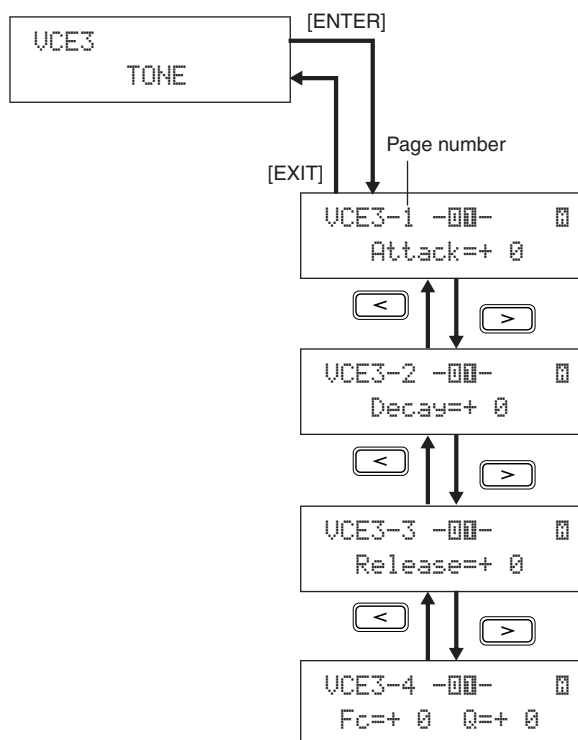 [ENTER]
VCE3
TONE
Page number
[EXIT]
VCE3-1 -01-
Attack=+ 0
<
>
VCE3-2 -01-
Decay=+ 0
<
>
VCE3-3 -01-
Release=+ 0
<
>
VCE3-4 -01-
Fc=+ 0 Q=+ 0